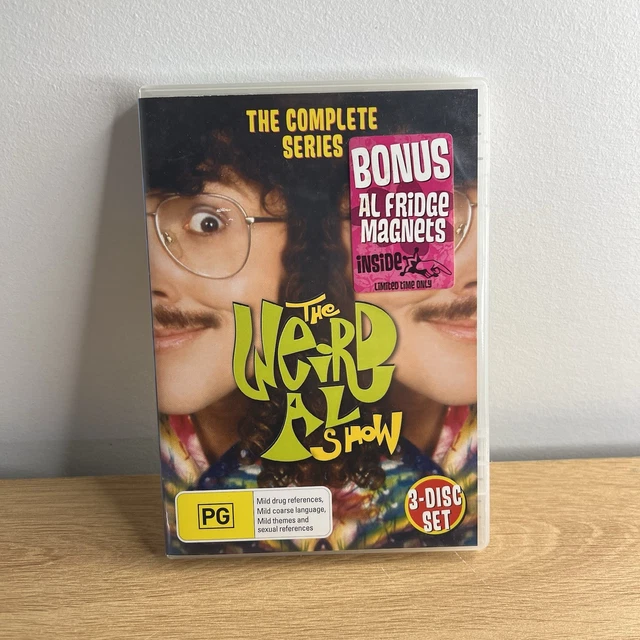 THE COMPLETE
SERIES
BONUS
AL FRIDGE
MAGNETS
INSIDE
LIMITED TIME ONLY
THE
WEIRD
AL
SHOW
PG
Mild drug references,
Mild coarse language,
Mild themes and
sexual references
3-DISC
SET